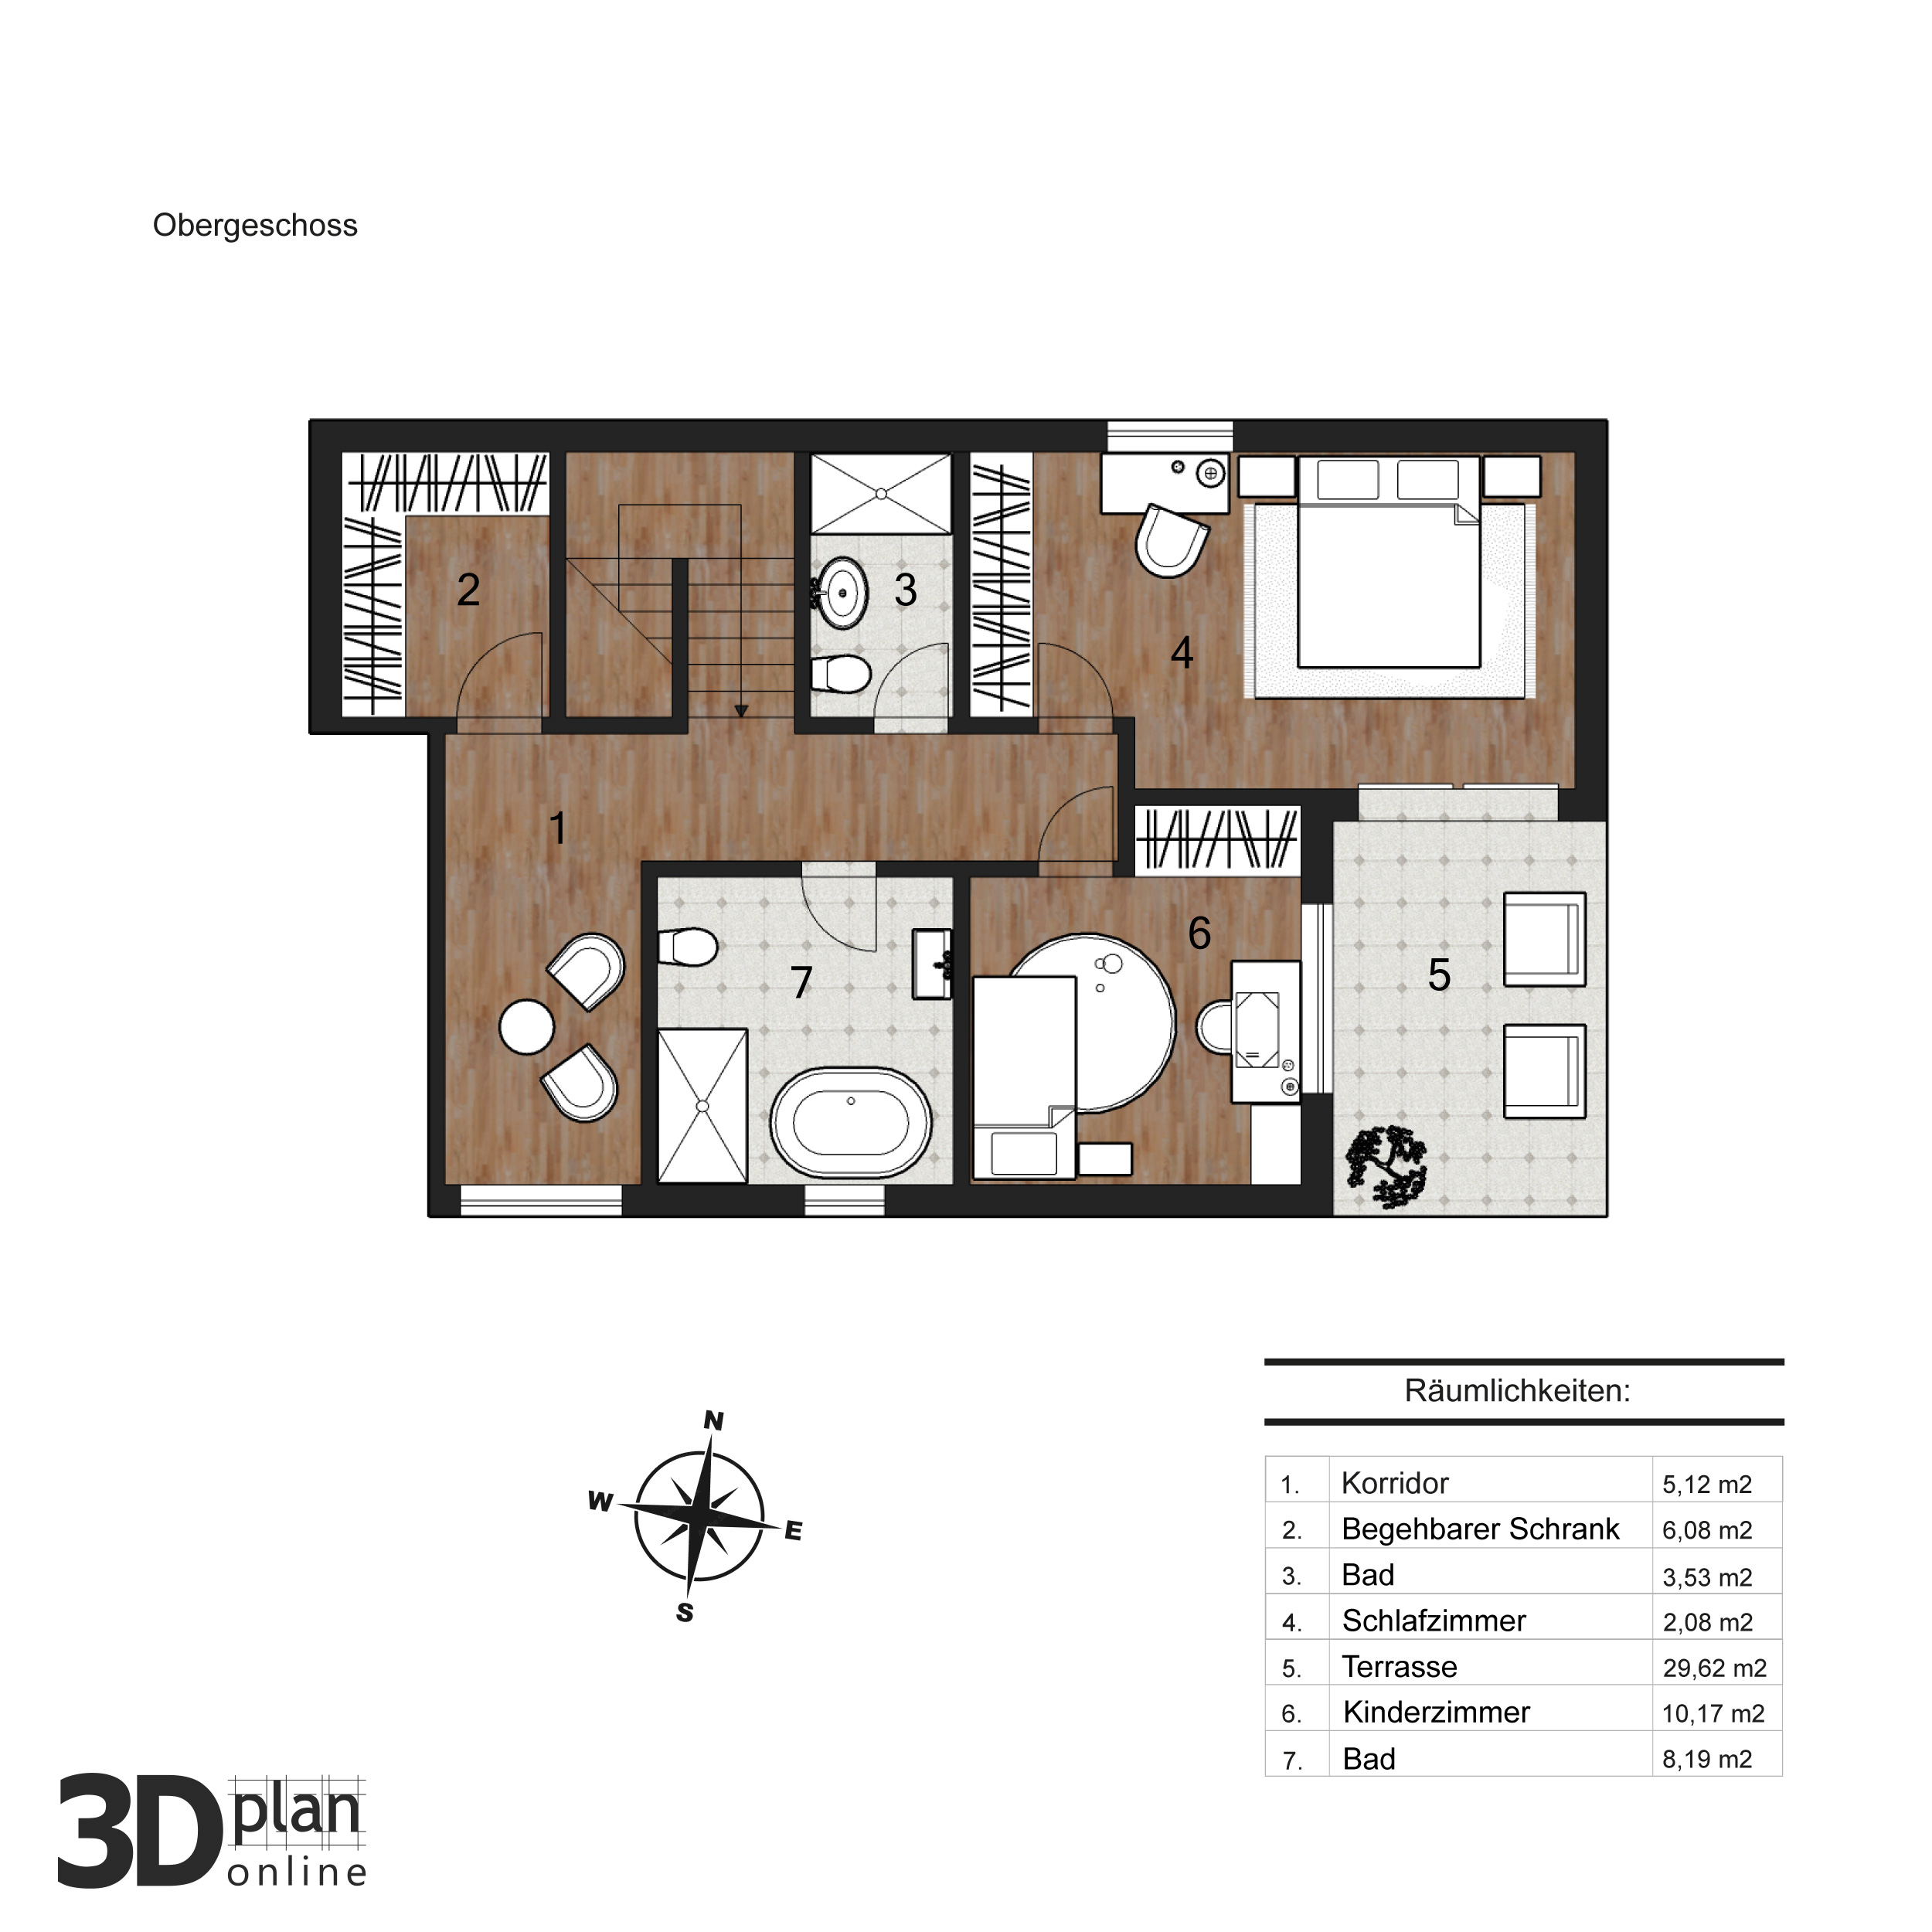 Obergeschoss
2
3
4
1
6
5
7
N
W
E
S
Räumlichkeiten:
1. Korridor 5,12 m2
2. Begehbarer Schrank 6,08 m2
3. Bad 3,53 m2
4. Schlafzimmer 2,08 m2
5. Terrasse 29,62 m2
6. Kinderzimmer 10,17 m2
7. Bad 8,19 m2
3D plan
online